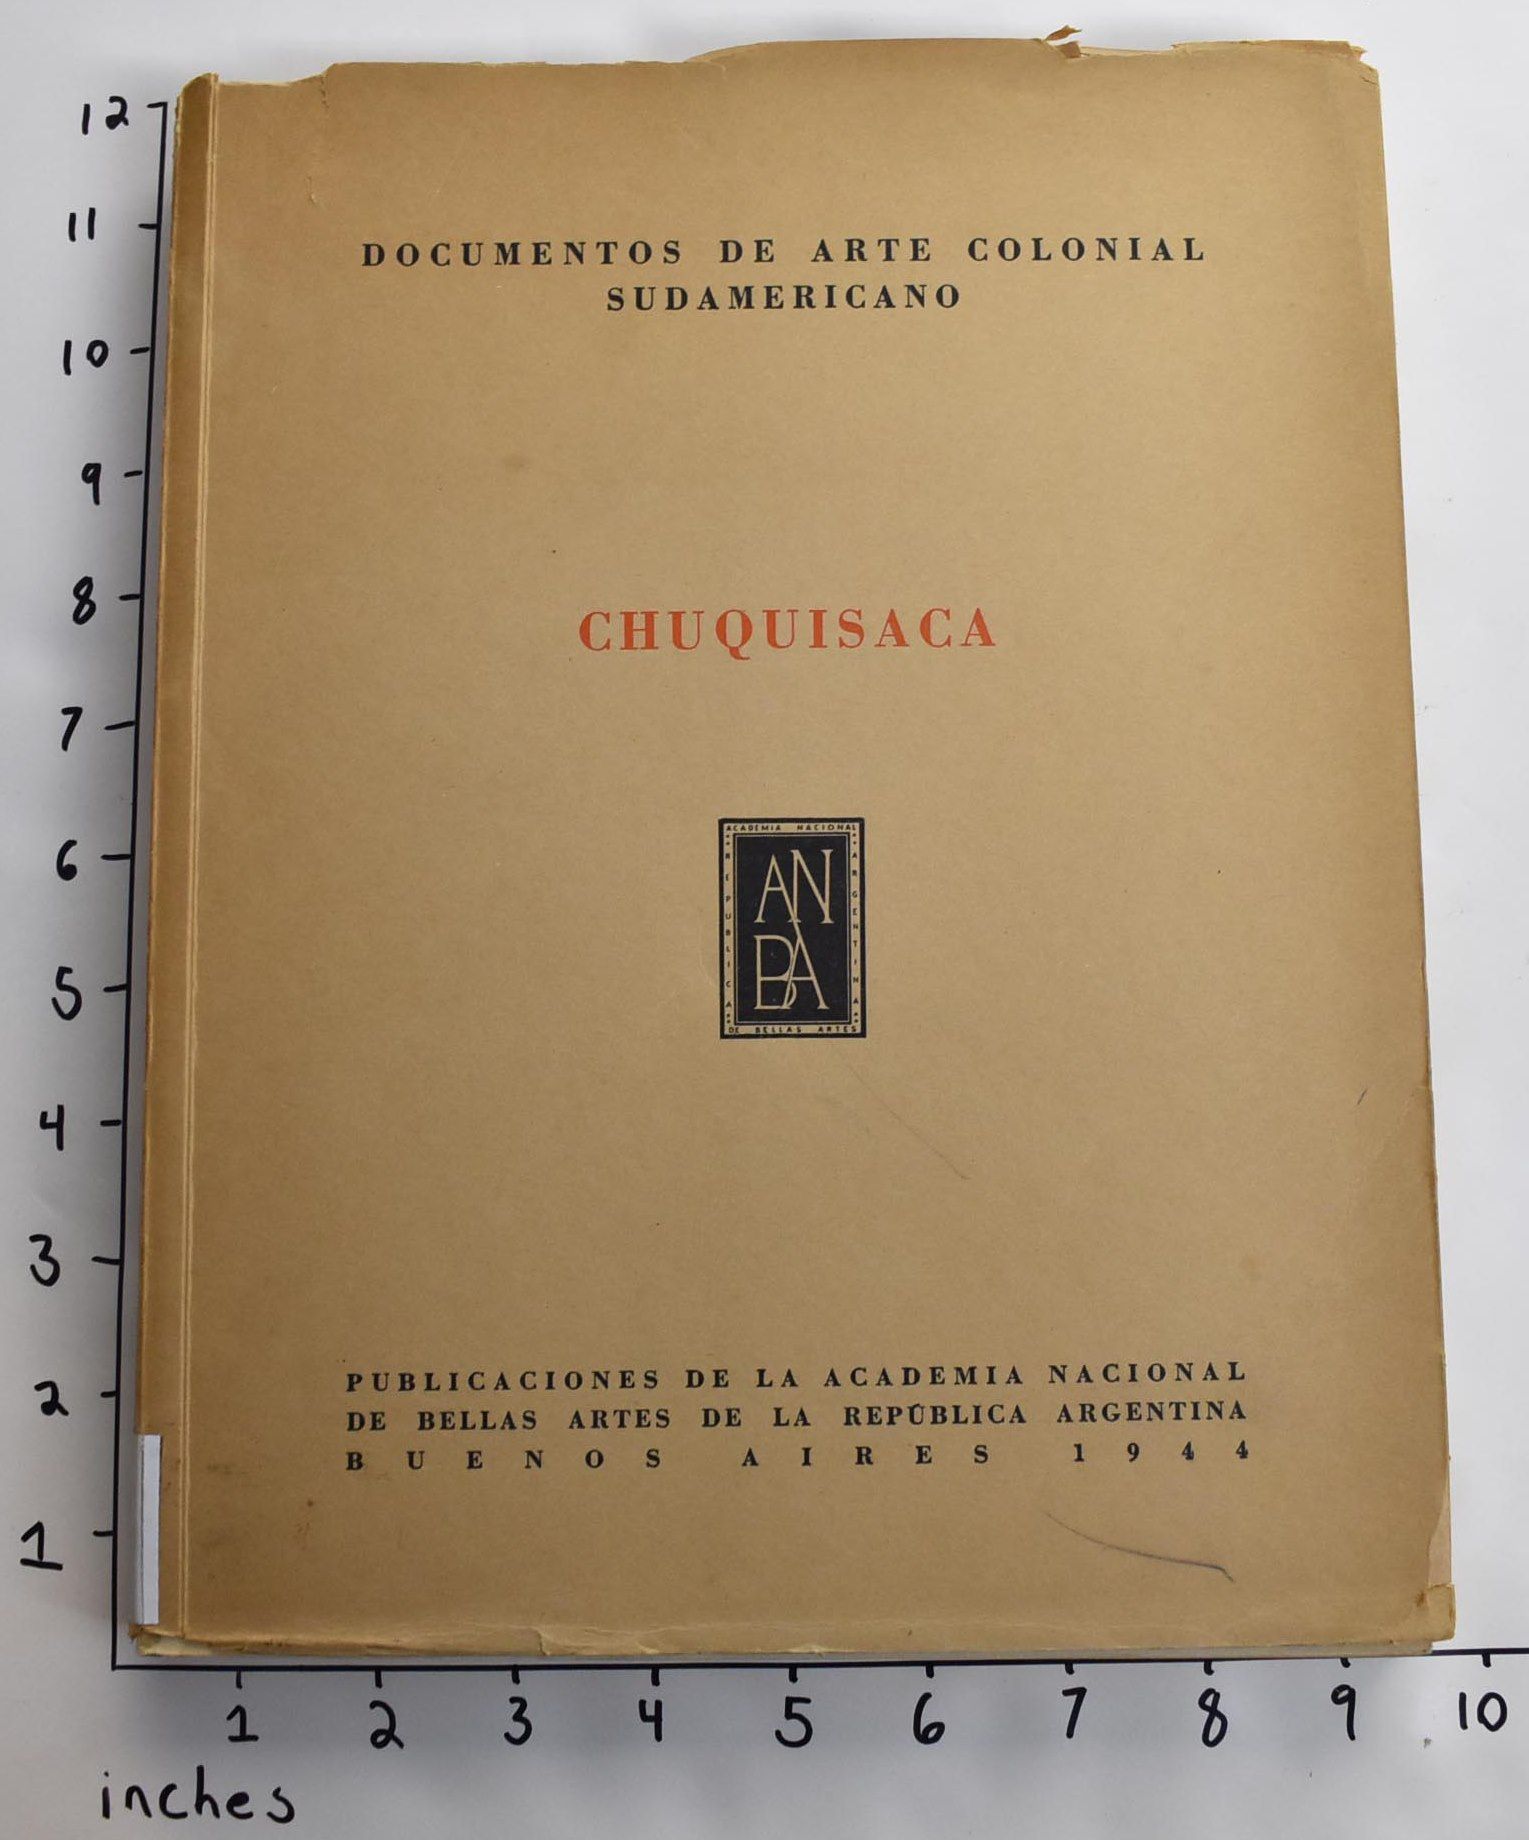 DOCUMENTOS DE ARTE COLONIAL
SUDAMERICANO
CHUQUISACA
ACADEMIA NACIONAL
REPUBLICA
ARGENTINA
AN
BA
DE BELLAS ARTES
PUBLICACIONES DE LA ACADEMIA NACIONAL
DE BELLAS ARTES DE LA REPÚBLICA ARGENTINA
BUENOS AIRES 1944
12
11
10
9
8
7
6
5
4
3
2
1
1 2 3 4 5 6 7 8 9 10
inches